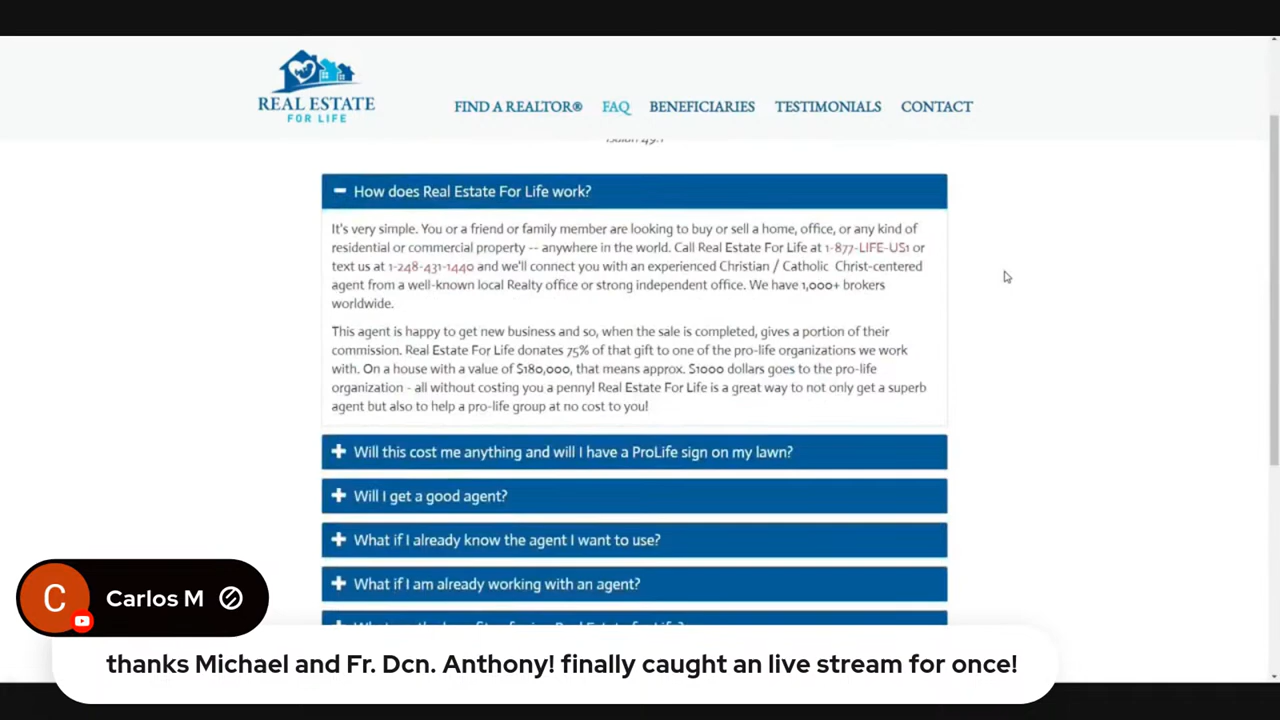 REAL ESTATE
FOR LIFE
FIND A REALTOR® FAQ BENEFICIARIES TESTIMONIALS CONTACT
Isaiah 49:1
How does Real Estate For Life work?
It's very simple. You or a friend or family member are looking to buy or sell a home, office, or any kind of
residential or commercial property -- anywhere in the world. Call Real Estate For Life at 1-877-LIFE-US1 or
text us at 1-248-431-1440 and we'll connect you with an experienced Christian / Catholic Christ-centered
agent from a well-known local Realty office or strong independent office. We have 1,000+ brokers
worldwide.
This agent is happy to get new business and so, when the sale is completed, gives a portion of their
commission. Real Estate For Life donates 75% of that gift to one of the pro-life organizations we work
with. On a house with a value of $180,000, that means approx. $1000 dollars goes to the pro-life
organization - all without costing you a penny! Real Estate For Life is a great way to not only get a superb
agent but also to help a pro-life group at no cost to you!
Will this cost me anything and will I have a ProLife sign on my lawn?
Will I get a good agent?
What if I already know the agent I want to use?
What if I am already working with an agent?
C
Carlos M
thanks Michael and Fr. Dcn. Anthony! finally caught an live stream for once!